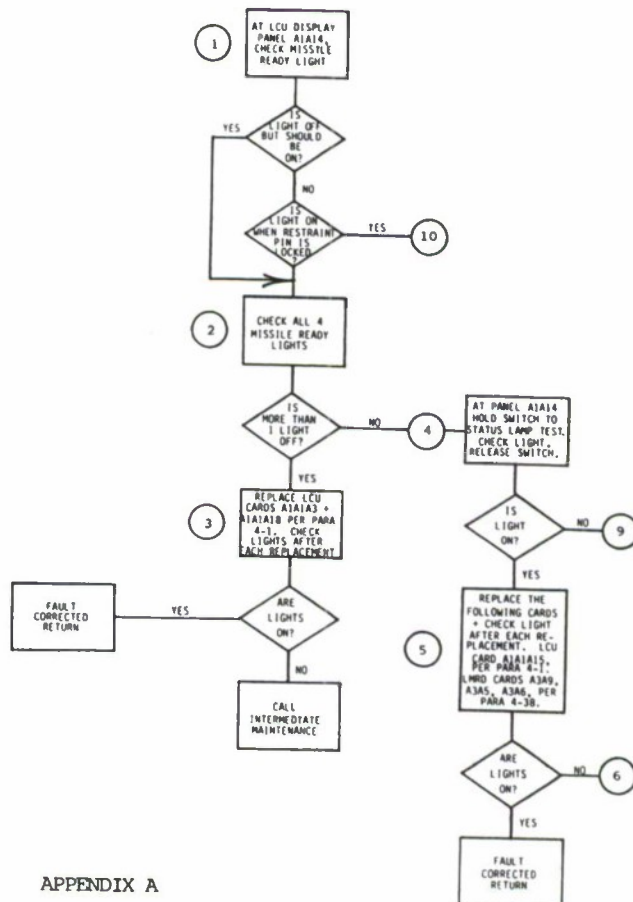 1
AT LCU DISPLAY
PANEL A1A14,
CHECK MISSTLE
READY LIGHT
IS
LIGHT OFF
BUT SHOULD
BE
ON?
YES
NO
IS
LIGHT ON
WHEN RESTRAINT
PIN IS
LOCKED
?
YES
10
2
CHECK ALL 4
MISSILE READY
LIGHTS
IS
MORE THAN
1 LIGHT
OFF?
NO
4
AT PANEL A1A14
HOLD SWITCH TO
STATUS LAMP TEST.
CHECK LIGHT.
RELEASE SWITCH.
YES
3
REPLACE LCU
CARDS A1A1A3 +
A1A1A18 PER PARA
4-1. CHECK
LIGHTS AFTER
EACH REPLACEMENT
IS
LIGHT
ON?
NO
9
YES
ARE
LIGHTS
ON?
YES
FAULT
CORRECTED
RETURN
NO
CALL
INTERMEDTATE
MAINTENANCE
5
REPLACE THE
FOLLOWING CARDS
+ CHECK LIGHT
AFTER EACH RE-
PLACEMENT. LCU
CARD A1A1A15,
PER PARA 4-1.
LMRD CARDS A3A9,
A3A5, A3A6, PER
PARA 4-38.
ARE
LIGHTS
ON?
NO
6
YES
FAULT
CORRECTED
RETURN
APPENDIX A